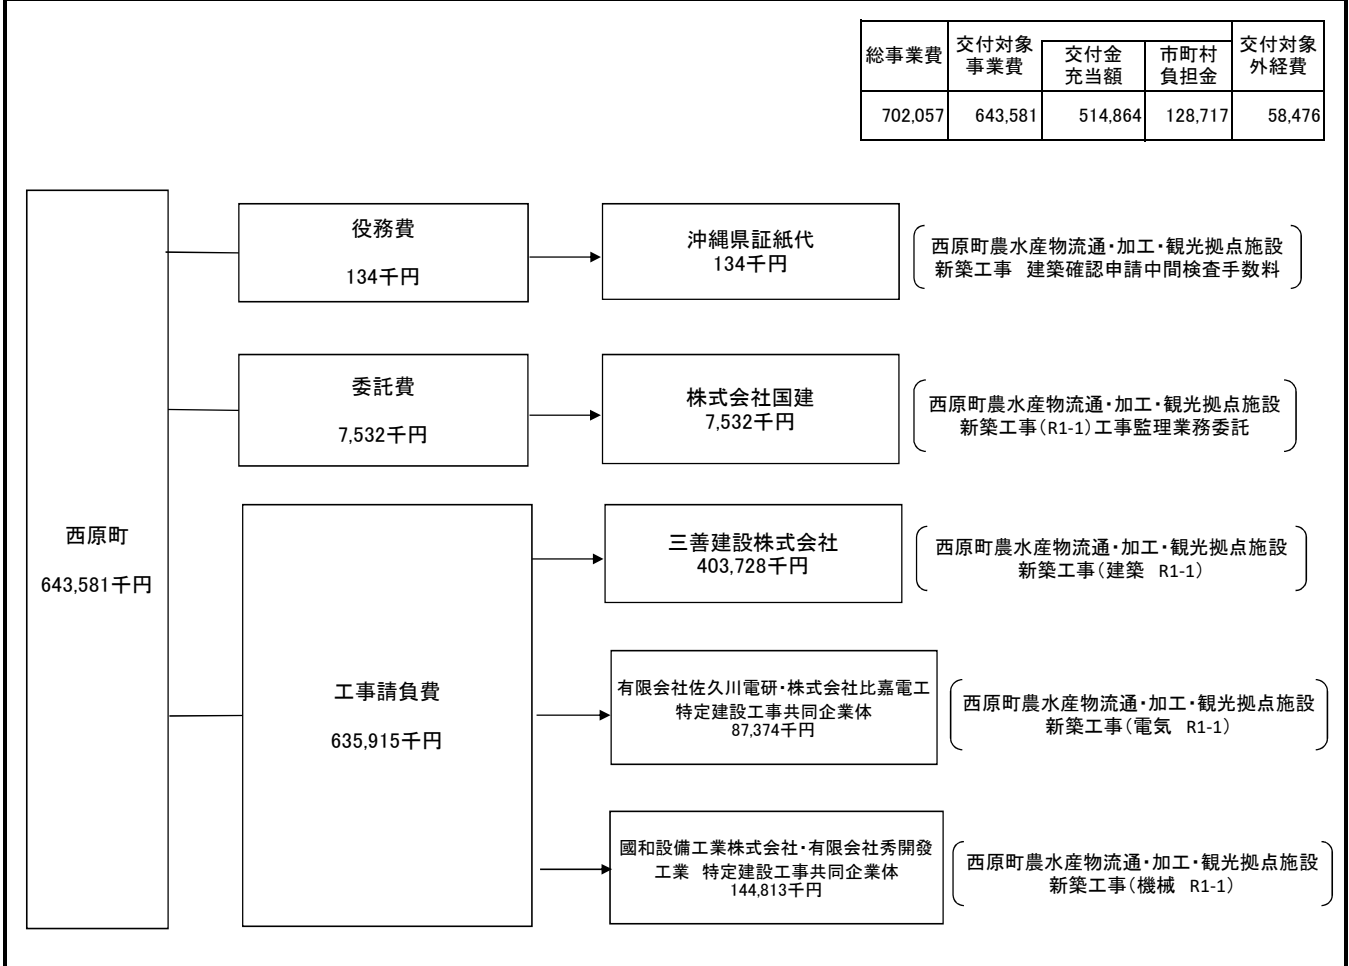 総事業費
交付対象
事業費
交付金
充当額
市町村
負担金
交付対象
外経費
702,057
643,581
514,864
128,717
58,476
西原町
643,581千円
役務費
134千円
沖縄県証紙代
134千円
西原町農水産物流通・加工・観光拠点施設
新築工事　建築確認申請中間検査手数料
委託費
7,532千円
株式会社国建
7,532千円
西原町農水産物流通・加工・観光拠点施設
新築工事（R1-1）工事監理業務委託
工事請負費
635,915千円
三善建設株式会社
403,728千円
西原町農水産物流通・加工・観光拠点施設
新築工事（建築　R1-1）
有限会社佐久川電研・株式会社比嘉電工
特定建設工事共同企業体
87,374千円
西原町農水産物流通・加工・観光拠点施設
新築工事（電気　R1-1）
國和設備工業株式会社・有限会社秀開發
工業　特定建設工事共同企業体
144,813千円
西原町農水産物流通・加工・観光拠点施設
新築工事（機械　R1-1）